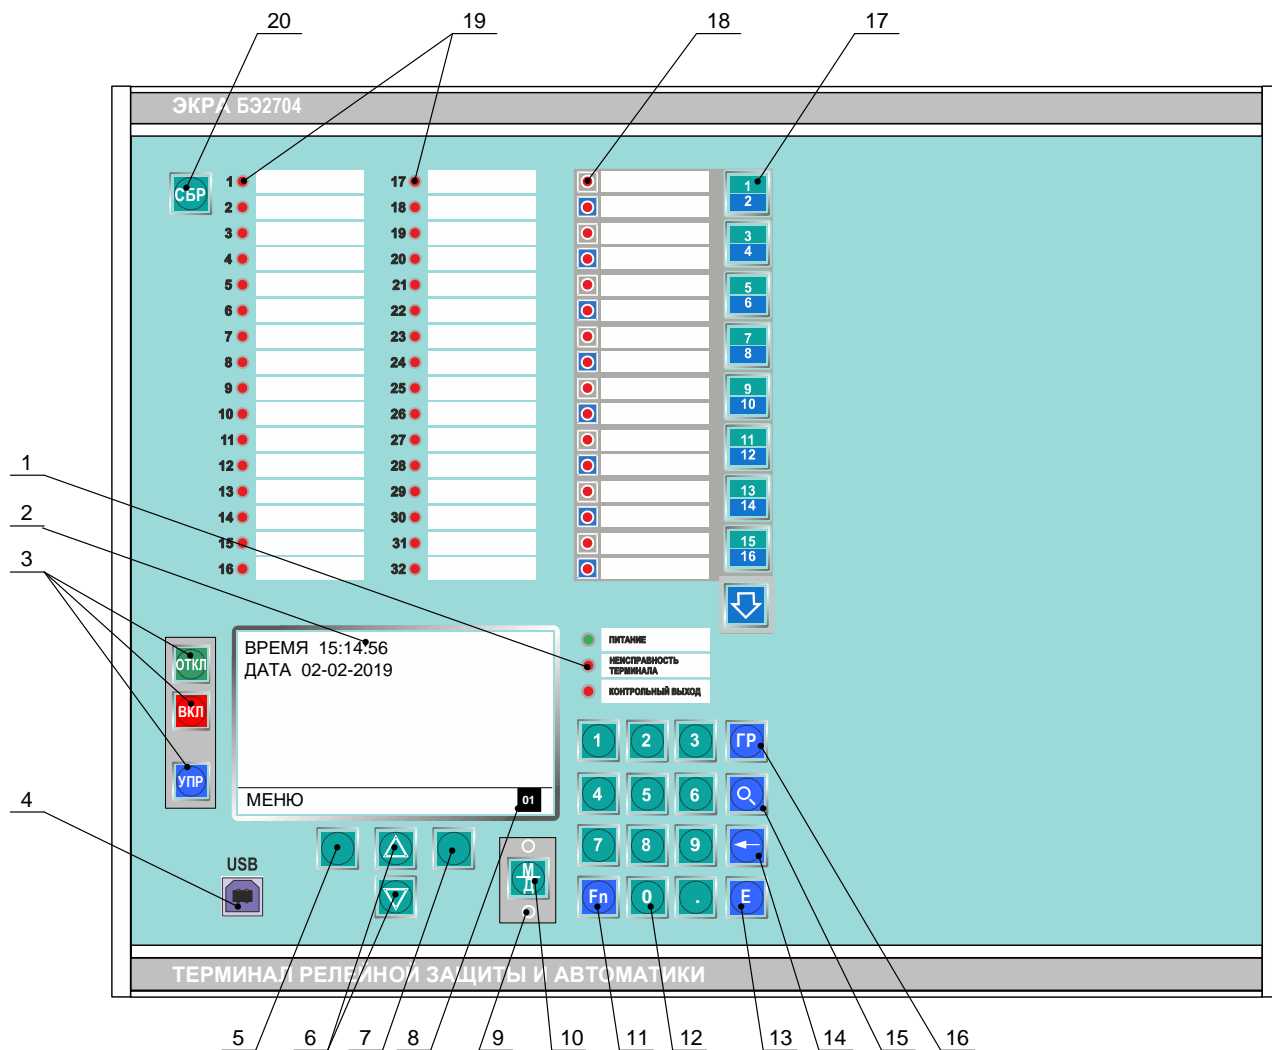 20 19 18 17
ЭКРА БЭ2704
СБР
1 17 1
2 18 2
3 19 3
4 20 4
5 21 5
6 22 6
7 23 7
8 24 8
9 25 9
10 26 10
11 27 11
12 28 12
13 29 13
14 30 14
15 31 15
16 32 16
1
2
3
4
ОТКЛ
ВКЛ
УПР
ВРЕМЯ 15:14:56
ДАТА 02-02-2019
МЕНЮ 01
ПИТАНИЕ
НЕИСПРАВНОСТЬ
ТЕРМИНАЛА
КОНТРОЛЬНЫЙ ВЫХОД
1 2 3 ГР
4 5 6
7 8 9
Fn 0 . E
USB
М
Д
ТЕРМИНАЛ РЕЛЕЙНОЙ ЗАЩИТЫ И АВТОМАТИКИ
5 6 7 8 9 10 11 12 13 14 15 16